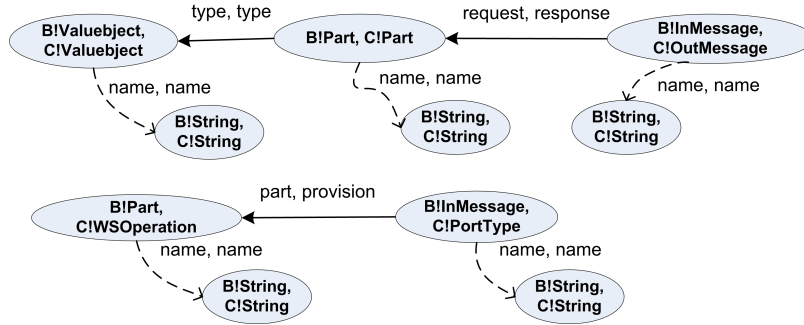 type, type
request, response
B!Valuebject,
C!Valuebject
B!Part, C!Part
B!InMessage,
C!OutMessage
name, name
name, name
name, name
B!String,
C!String
B!String,
C!String
B!String,
C!String
part, provision
B!Part,
C!WSOperation
B!InMessage,
C!PortType
name, name
name, name
B!String,
C!String
B!String,
C!String